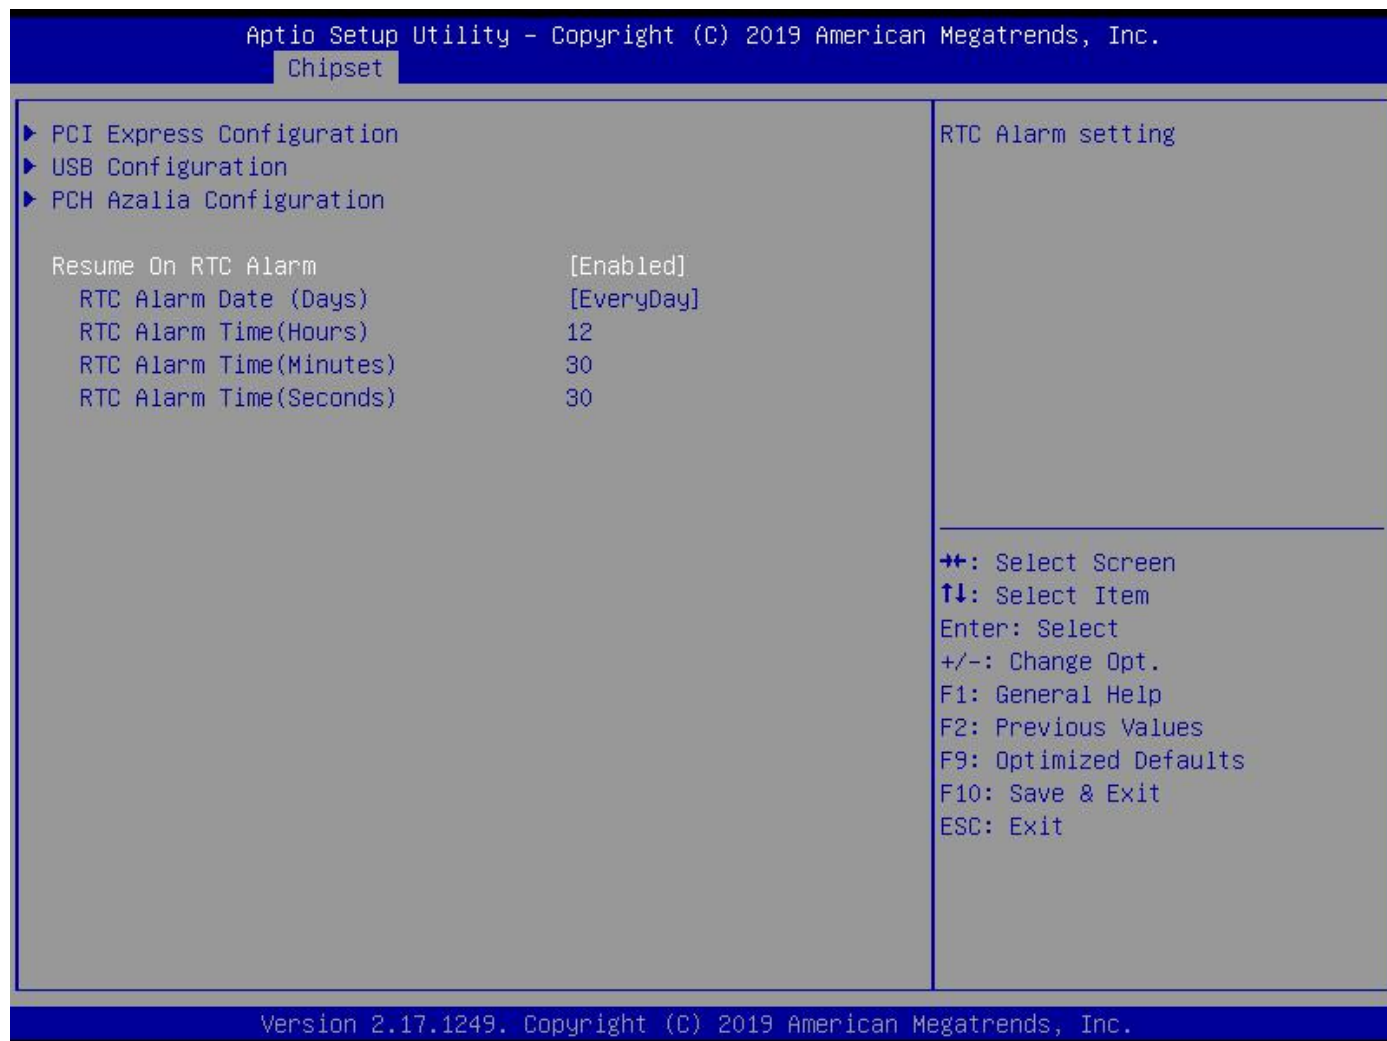 Aptio Setup Utility – Copyright (C) 2019 American Megatrends, Inc.
Chipset
PCI Express Configuration
USB Configuration
PCH Azalia Configuration
Resume On RTC Alarm [Enabled]
RTC Alarm Date (Days) [EveryDay]
RTC Alarm Time(Hours) 12
RTC Alarm Time(Minutes) 30
RTC Alarm Time(Seconds) 30
RTC Alarm setting
→←: Select Screen
↑↓: Select Item
Enter: Select
+/-: Change Opt.
F1: General Help
F2: Previous Values
F9: Optimized Defaults
F10: Save & Exit
ESC: Exit
Version 2.17.1249. Copyright (C) 2019 American Megatrends, Inc.